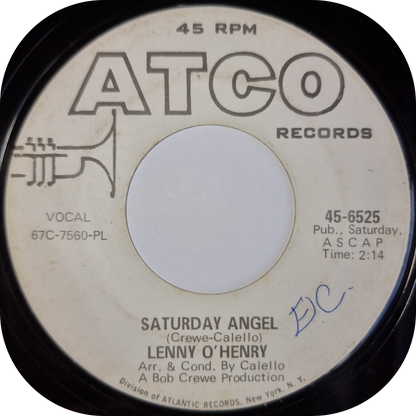 45 RPM
ATCO
RECORDS
VOCAL
67C-7560-PL
45-6525
Pub., Saturday,
ASCAP
Time: 2:14
E.C.
SATURDAY ANGEL
(Crewe-Calello)
LENNY O'HENRY
Arr. & Cond. By Calello
A Bob Crewe Production
Division of ATLANTIC RECORDS, New York, N. Y.